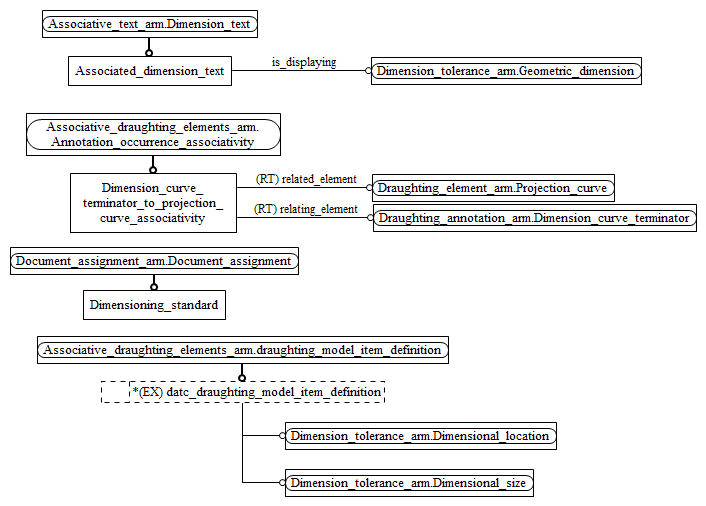 Associative_text_arm.Dimension_text
Associated_dimension_text
is_displaying
Dimension_tolerance_arm.Geometric_dimension
Associative_draughting_elements_arm.
Annotation_occurrence_associativity
Dimension_curve_
terminator_to_projection_
curve_associativity
(RT) related_element
Draughting_element_arm.Projection_curve
(RT) relating_element
Draughting_annotation_arm.Dimension_curve_terminator
Document_assignment_arm.Document_assignment
Dimensioning_standard
Associative_draughting_elements_arm.draughting_model_item_definition
*(EX) datc_draughting_model_item_definition
Dimension_tolerance_arm.Dimensional_location
Dimension_tolerance_arm.Dimensional_size